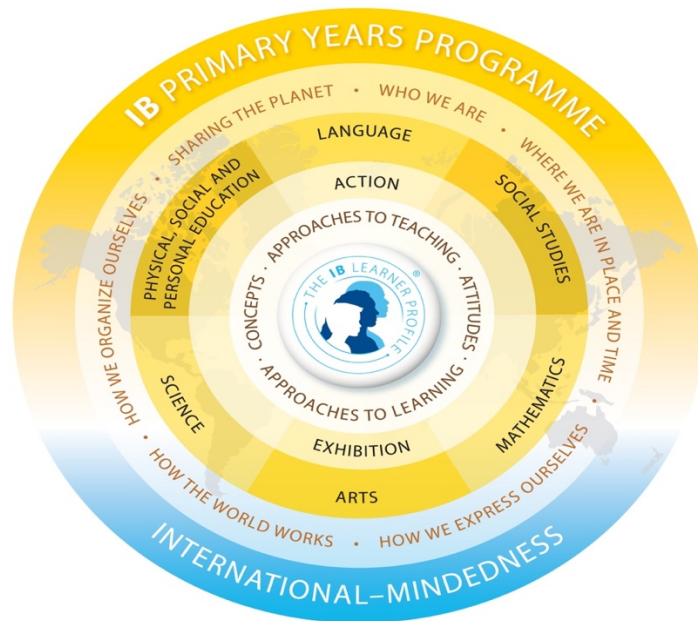 IB PRIMARY YEARS PROGRAMME
SHARING THE PLANET • WHO WE ARE • WHERE WE ARE IN PLACE AND TIME • HOW WE EXPRESS OURSELVES • HOW THE WORLD WORKS • HOW WE ORGANIZE OURSELVES •
LANGUAGE
SOCIAL STUDIES
MATHEMATICS
ARTS
SCIENCE
PHYSICAL, SOCIAL AND
PERSONAL EDUCATION
ACTION
EXHIBITION
APPROACHES TO TEACHING · ATTITUDES · APPROACHES TO LEARNING · CONCEPTS ·
THE IB LEARNER PROFILE ®
INTERNATIONAL–MINDEDNESS